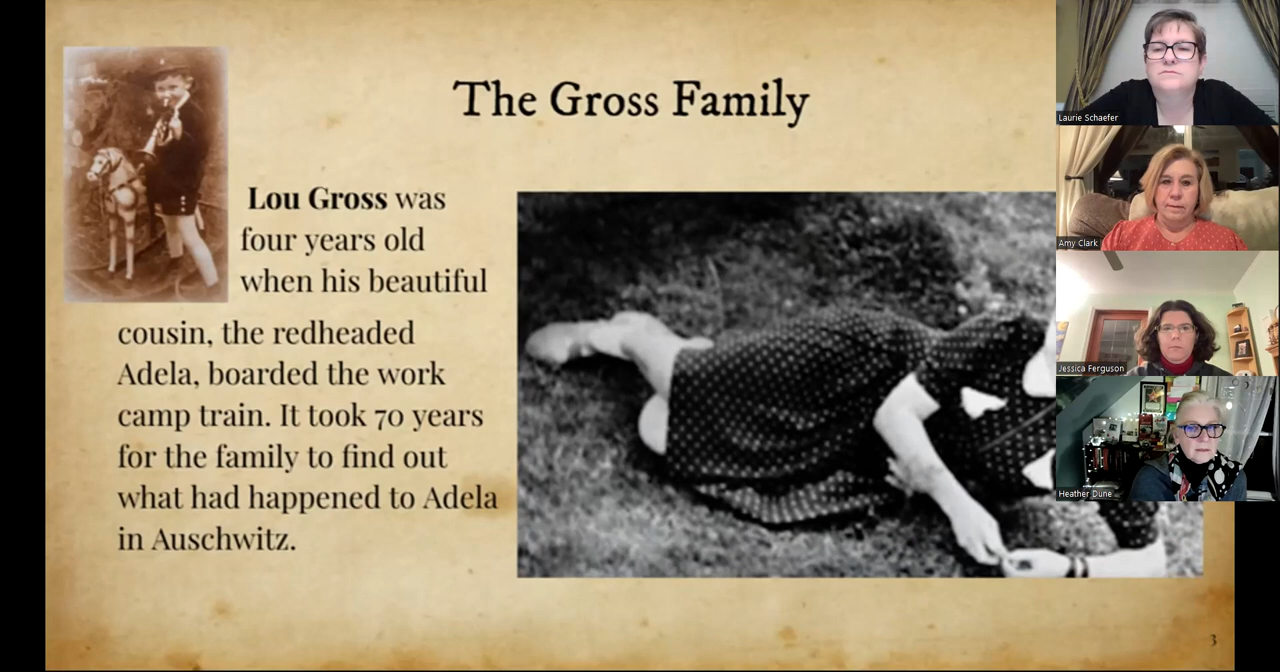 The Gross Family
Lou Gross was
four years old
when his beautiful
cousin, the redheaded
Adela, boarded the work
camp train. It took 70 years
for the family to find out
what had happened to Adela
in Auschwitz.
3
Laurie Schaefer
Amy Clark
Jessica Ferguson
Heather Dune